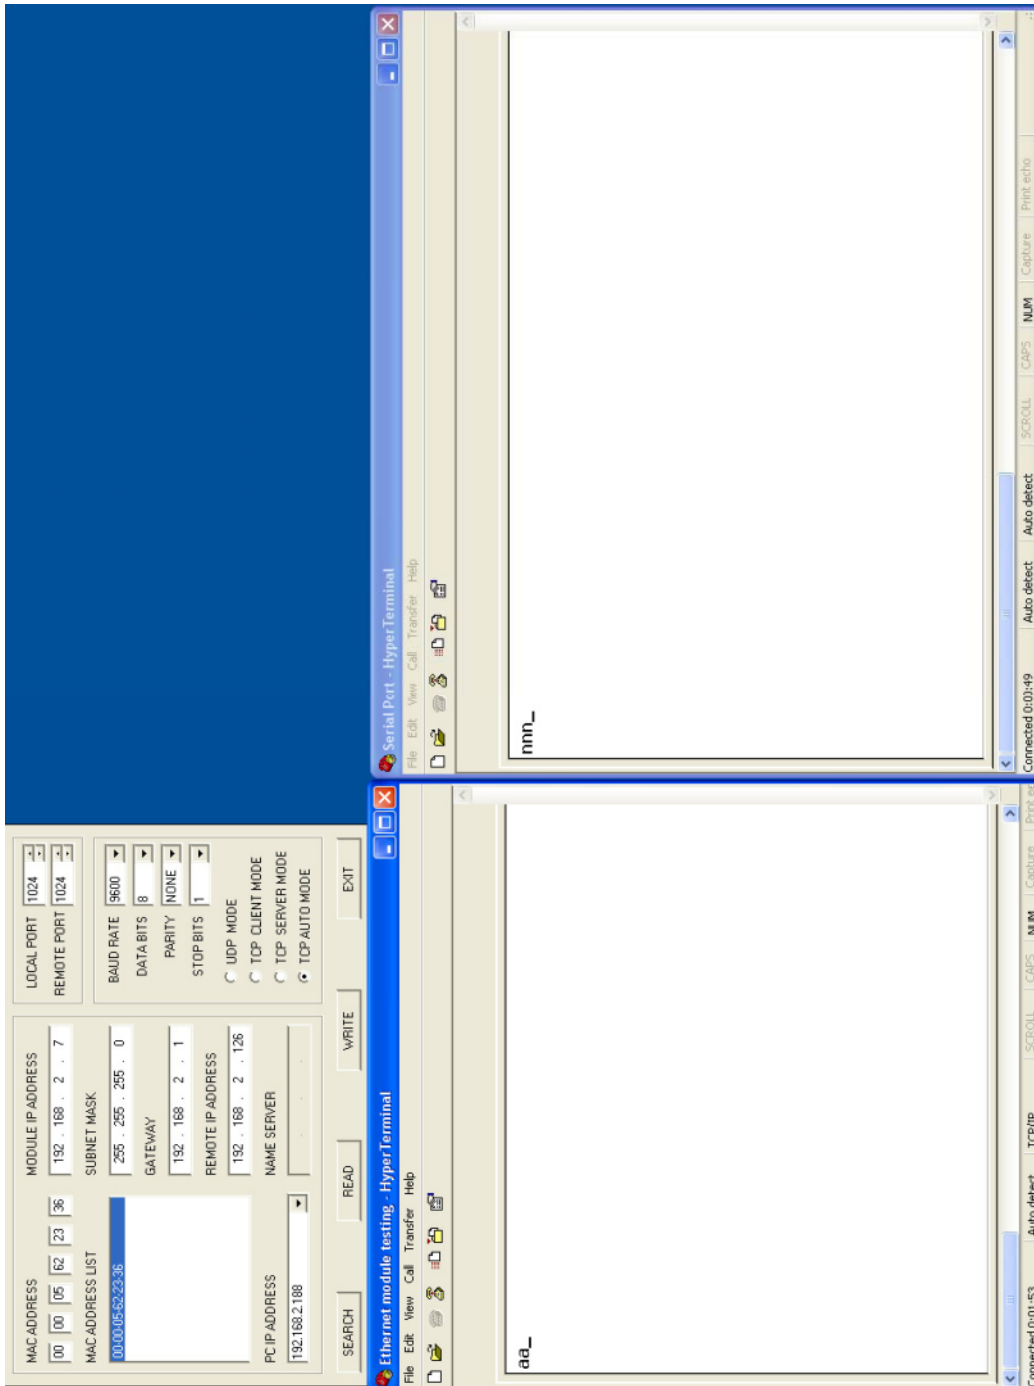 MAC ADDRESS
00 00 05 62 23 36
MAC ADDRESS LIST
00-00-05-62-23-36
PC IP ADDRESS
192.168.2.188
MODULE IP ADDRESS
192 . 168 . 2 . 7
SUBNET MASK
255 . 255 . 255 . 0
GATEWAY
192 . 168 . 2 . 1
REMOTE IP ADDRESS
192 . 168 . 2 . 126
NAME SERVER
LOCAL PORT 1024
REMOTE PORT 1024
BAUD RATE 9600
DATA BITS 8
PARITY NONE
STOP BITS 1
UDP MODE
TCP CLIENT MODE
TCP SERVER MODE
TCP AUTO MODE
SEARCH READ WRITE EXIT
Ethernet module testing - HyperTerminal
File Edit View Call Transfer Help
aa_
Connected 0:01:53 Auto detect TCP/IP SCROLL CAPS NUM Capture Print ec
Serial Port - HyperTerminal
File Edit View Call Transfer Help
nnn_
Connected 0:03:49 Auto detect Auto detect SCROLL CAPS NUM Capture Print echo